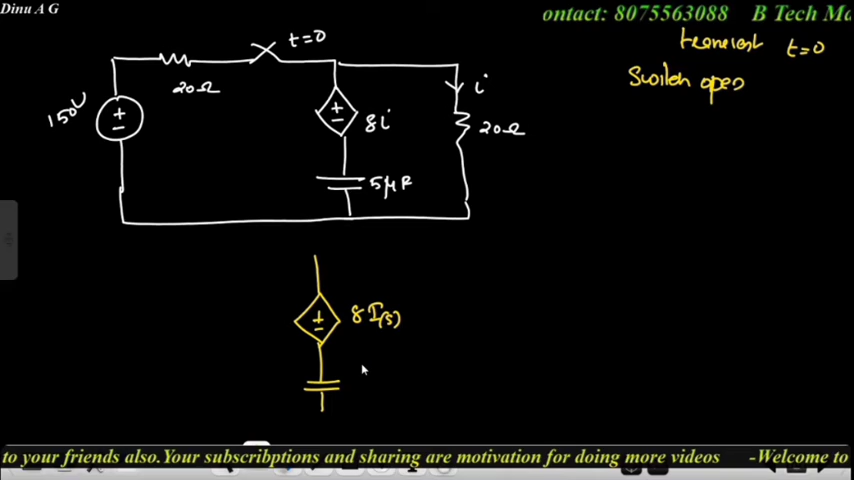 Dinu A G
ontact: 8075563088 B Tech Ma
transient t=0
Switch open
t=0
20Ω
150V
+
-
+
-
8i
i
20Ω
5μF
+
-
8I(s)
to your friends also.Your subscribptions and sharing are motivation for doing more videos -Welcome to